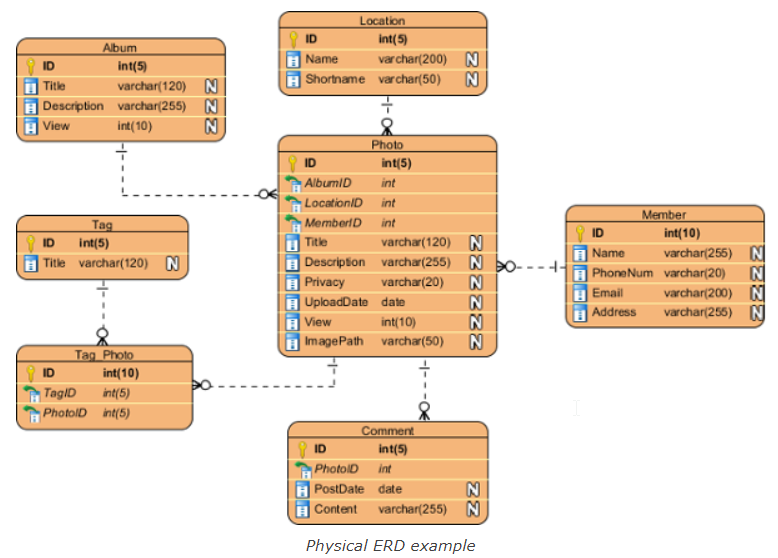 Location
ID int(5)
Name varchar(200) N
Shortname varchar(50) N
Album
ID int(5)
Title varchar(120) N
Description varchar(255) N
View int(10) N
Photo
ID int(5)
AlbumID int
LocationID int
MemberID int
Title varchar(120) N
Description varchar(255) N
Privacy varchar(20) N
UploadDate date N
View int(10) N
ImagePath varchar(50) N
Member
ID int(10)
Name varchar(255) N
PhoneNum varchar(20) N
Email varchar(200) N
Address varchar(255) N
Tag
ID int(5)
Title varchar(120) N
Tag_Photo
ID int(10)
TagID int(5)
PhotoID int(5)
Comment
ID int(5)
PhotoID int
PostDate date N
Content varchar(255) N
Physical ERD example